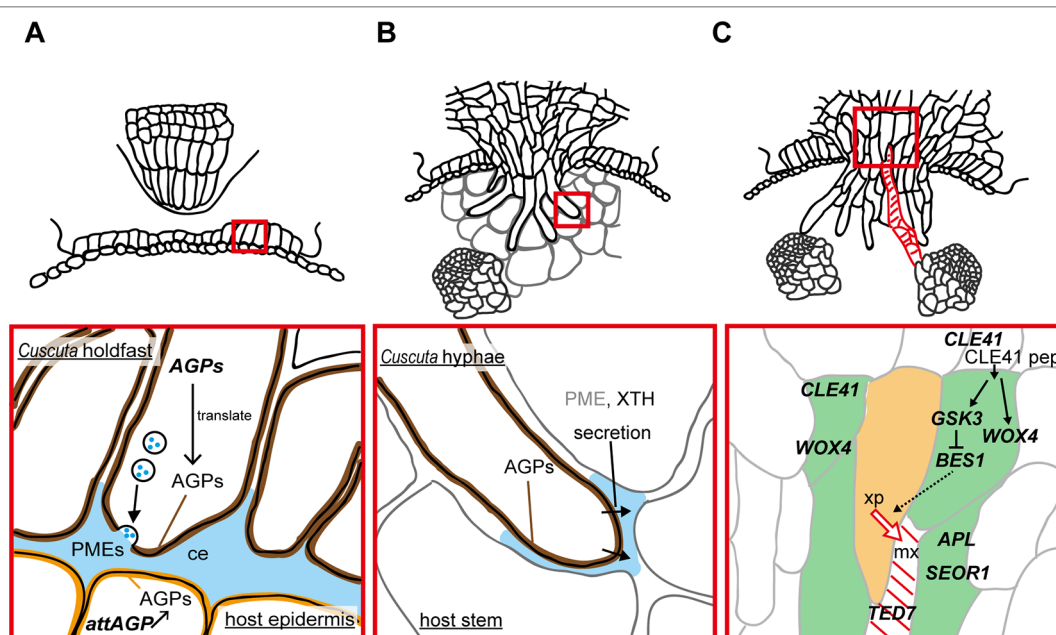 A
B
C
Cuscuta holdfast
AGPs
translate
AGPs
PMEs
ce
AGPs
attAGP
host epidermis
Cuscuta hyphae
PME, XTH
secretion
AGPs
host stem
CLE41
CLE41 pep
CLE41
GSK3
WOX4
WOX4
BES1
xp
mx
APL
SEOR1
TED7